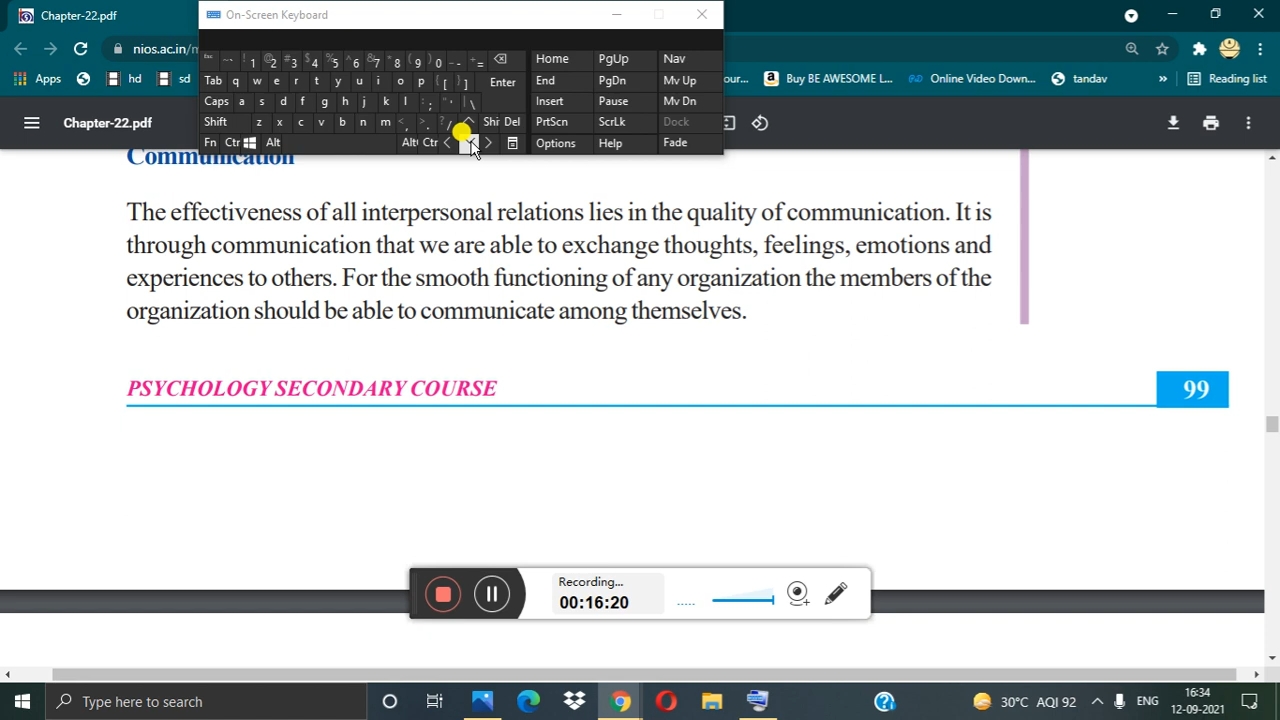 Chapter-22.pdf
On-Screen Keyboard
nios.ac.in/m
Apps
hd
sd
our...
Buy BE AWESOME L...
Online Video Down...
tandav
»
Reading list
Chapter-22.pdf
Home PgUp Nav
Tab q w e r t y u i o p { [ } ] Enter End PgDn Mv Up
Caps a s d f g h j k l : ; " ' | \ Insert Pause Mv Dn
Shift z x c v b n m < , > . ? / Shi Del PrtScn ScrLk Dock
Fn Ctr Alt Alt Ctr Options Help Fade
Communication
The effectiveness of all interpersonal relations lies in the quality of communication. It is
through communication that we are able to exchange thoughts, feelings, emotions and
experiences to others. For the smooth functioning of any organization the members of the
organization should be able to communicate among themselves.
PSYCHOLOGY SECONDARY COURSE
99
Recording...
00:16:20
Type here to search
30°C AQI 92
ENG
16:34
12-09-2021